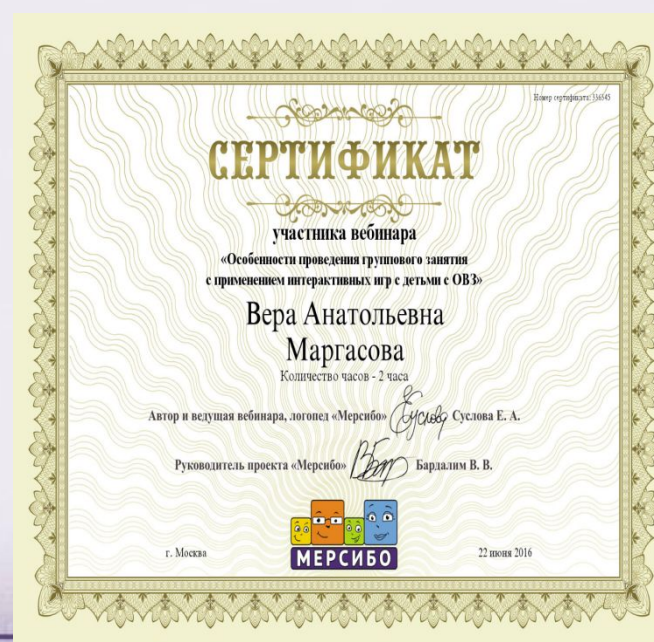 Номер сертификата: 336345
СЕРТИФИКАТ
участника вебинара
«Особенности проведения группового занятия
с применением интерактивных игр с детьми с ОВЗ»
Вера Анатольевна
Маргасова
Количество часов - 2 часа
Автор и ведущая вебинара, логопед «Мерсибо» Суслова Е. А.
Руководитель проекта «Мерсибо» Бардалим В. В.
МЕРСИБО
г. Москва 22 июня 2016